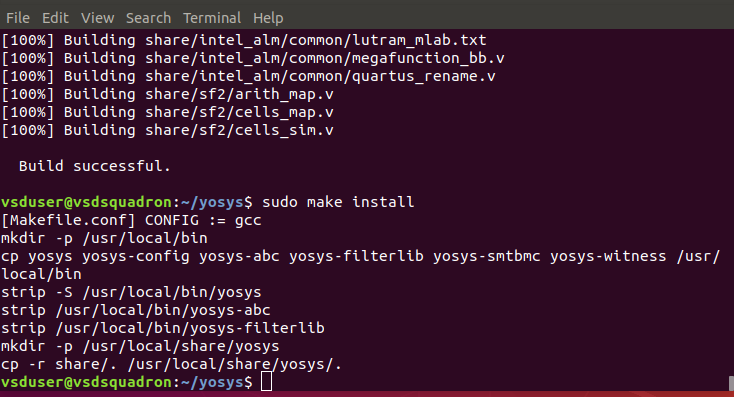 File Edit View Search Terminal Help
[100%] Building share/intel_alm/common/lutram_mlab.txt
[100%] Building share/intel_alm/common/megafunction_bb.v
[100%] Building share/intel_alm/common/quartus_rename.v
[100%] Building share/sf2/arith_map.v
[100%] Building share/sf2/cells_map.v
[100%] Building share/sf2/cells_sim.v
Build successful.
vsduser@vsdsquadron:~/yosys$ sudo make install
[Makefile.conf] CONFIG := gcc
mkdir -p /usr/local/bin
cp yosys yosys-config yosys-abc yosys-filterlib yosys-smtbmc yosys-witness /usr/
local/bin
strip -S /usr/local/bin/yosys
strip /usr/local/bin/yosys-abc
strip /usr/local/bin/yosys-filterlib
mkdir -p /usr/local/share/yosys
cp -r share/. /usr/local/share/yosys/.
vsduser@vsdsquadron:~/yosys$